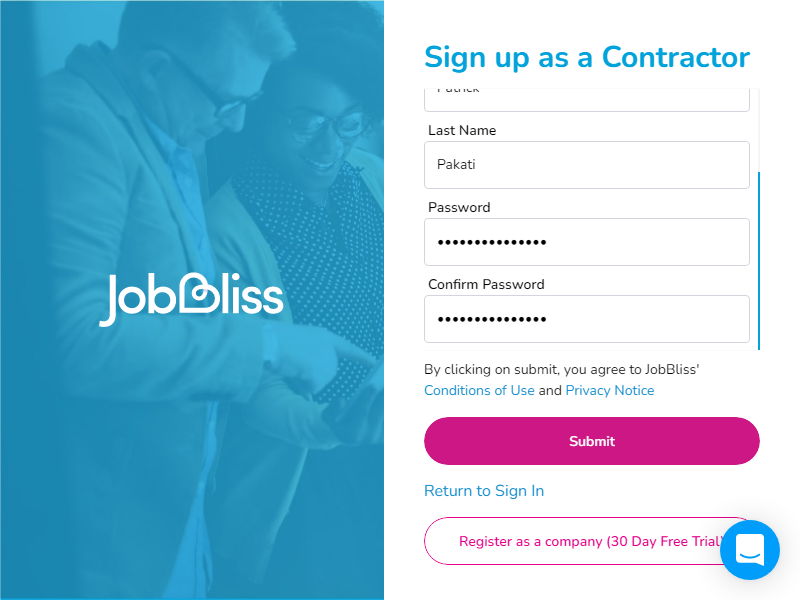 Sign up as a Contractor
Patrick
Last Name
Pakati
Password
•••••••••••••••
Confirm Password
•••••••••••••••
By clicking on submit, you agree to JobBliss'
Conditions of Use and Privacy Notice
Submit
Return to Sign In
Register as a company (30 Day Free Trial)
JobBliss